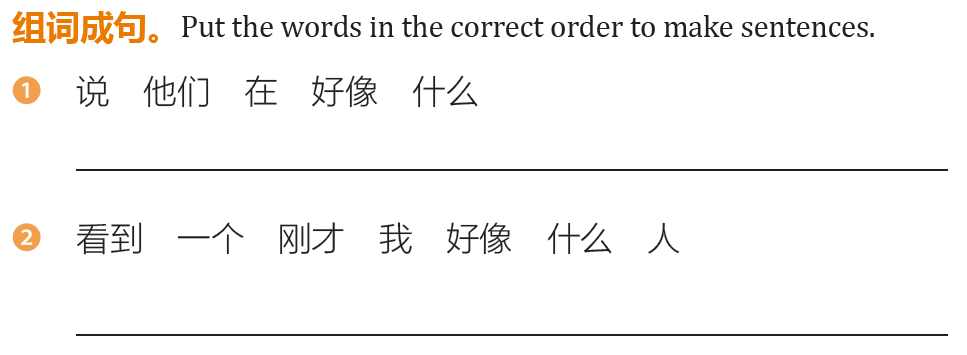 组词成句。 Put the words in the correct order to make sentences.
1 说 他们 在 好像 什么
2 看到 一个 刚才 我 好像 什么 人